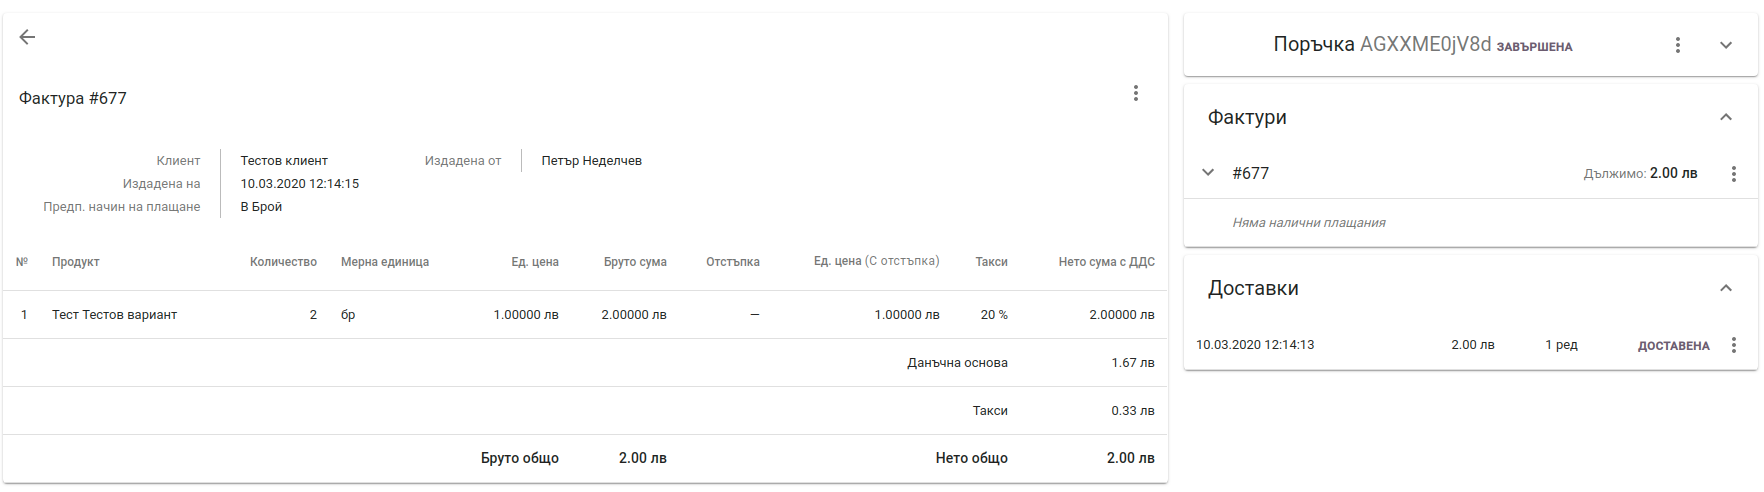 Фактура #677
Клиент Тестов клиент Издадена от Петър Неделчев
Издадена на 10.03.2020 12:14:15
Предп. начин на плащане В Брой
№ Продукт Количество Мерна единица Ед. цена Бруто сума Отстъпка Ед. цена (С отстъпка) Такси Нето сума с ДДС
1 Тест Тестов вариант 2 бр 1.00000 лв 2.00000 лв — 1.00000 лв 20 % 2.00000 лв
Данъчна основа 1.67 лв
Такси 0.33 лв
Бруто общо 2.00 лв Нето общо 2.00 лв
Поръчка AGXXME0jV8d ЗАВЪРШЕНА
Фактури
#677 Дължимо: 2.00 лв
Няма налични плащания
Доставки
10.03.2020 12:14:13 2.00 лв 1 ред ДОСТАВЕНА